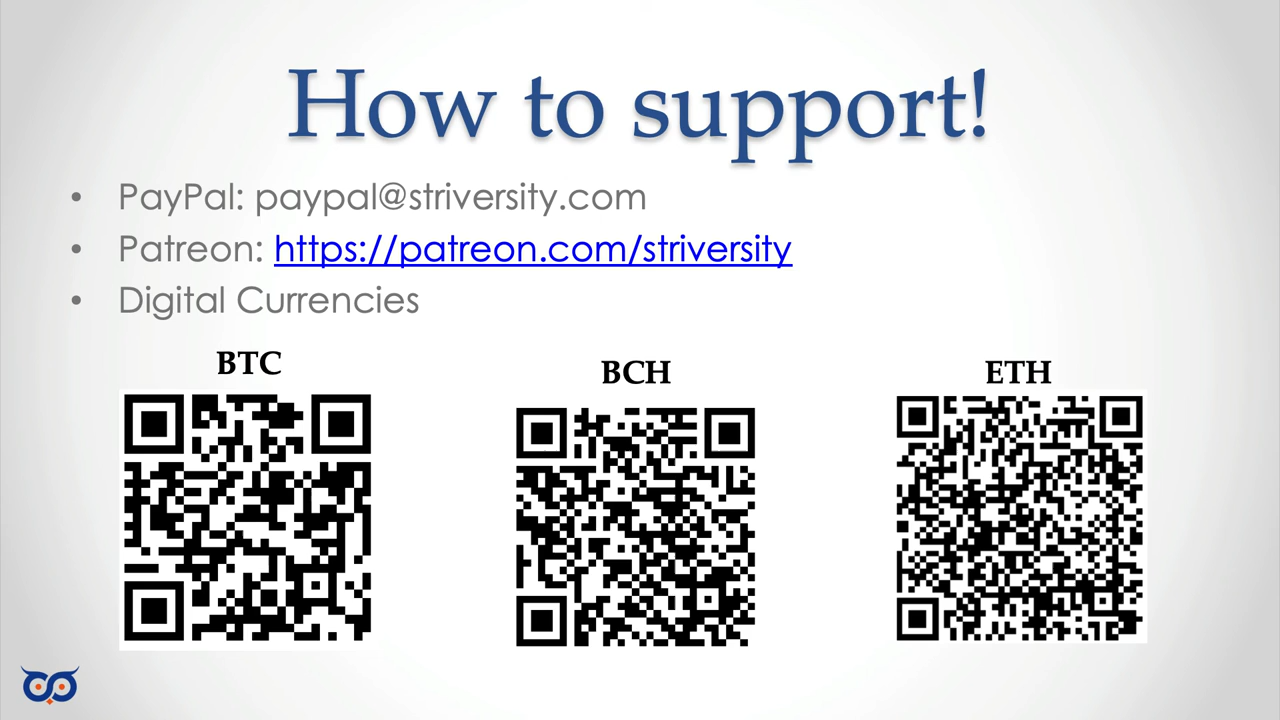 How to support!
• PayPal: paypal@striversity.com
• Patreon: https://patreon.com/striversity
• Digital Currencies
BTC
BCH
ETH